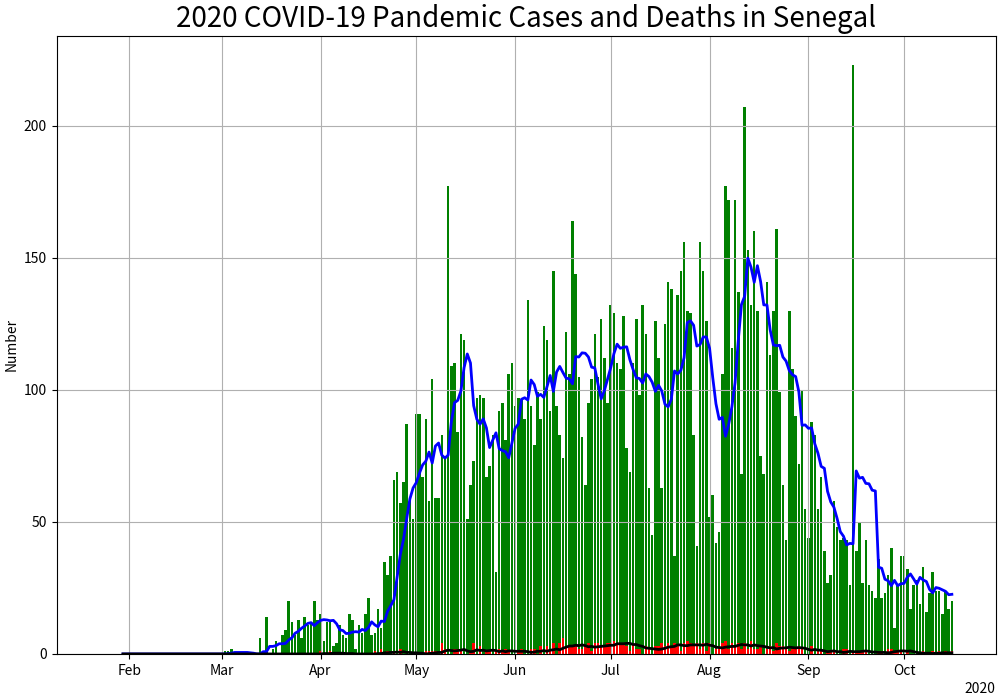 2020 COVID-19 Pandemic Cases and Deaths in Senegal
Number
200
150
100
50
0
Feb Mar Apr May Jun Jul Aug Sep Oct
2020